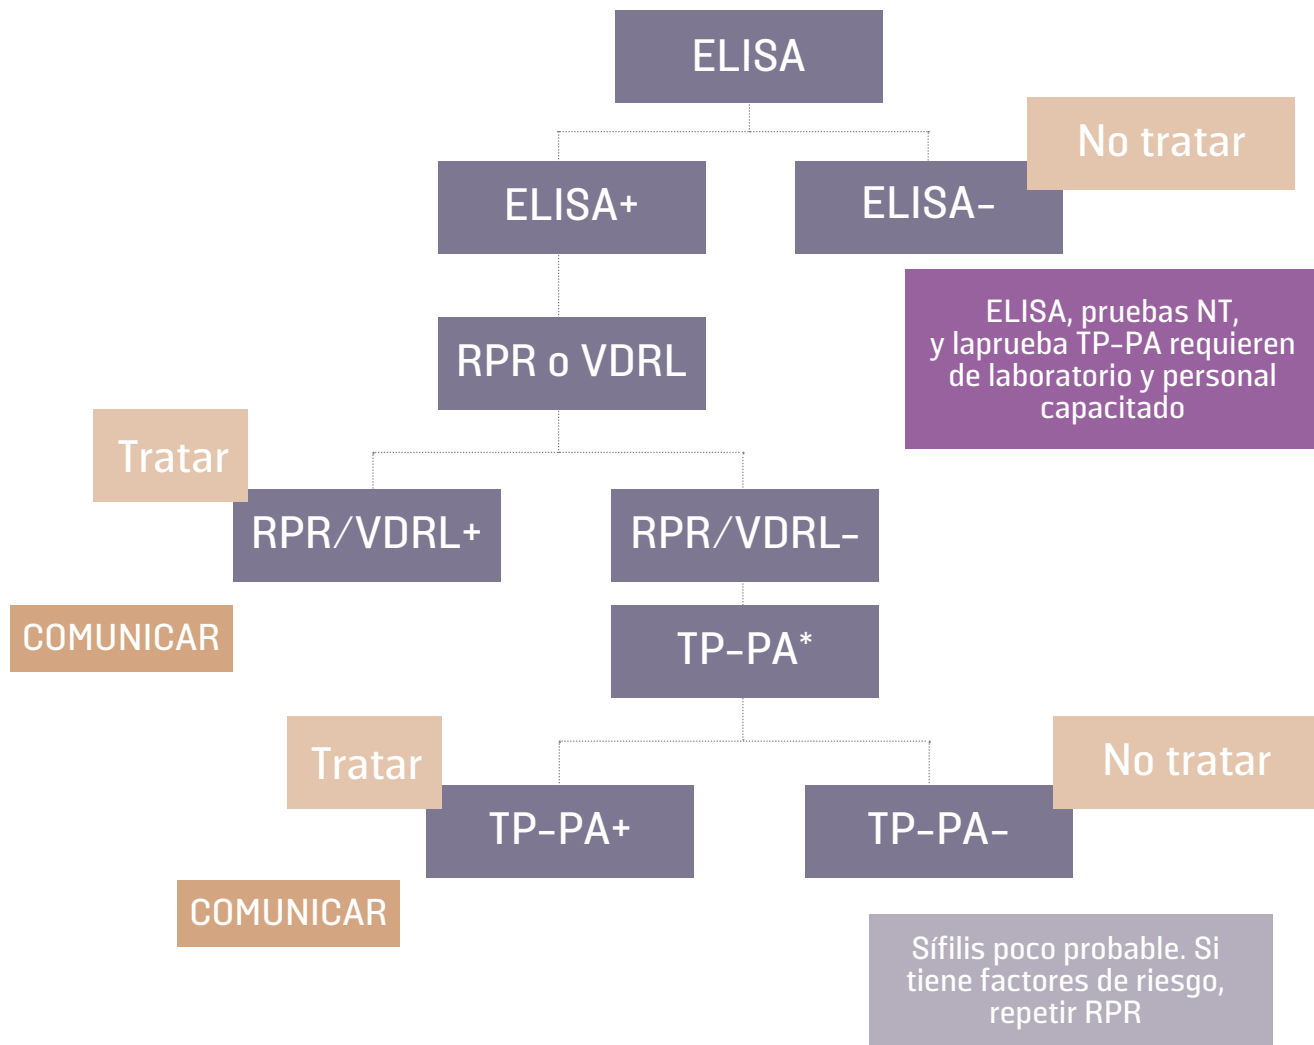 ELISA
No tratar
ELISA+
ELISA-
ELISA, pruebas NT,
y laprueba TP-PA requieren
de laboratorio y personal
capacitado
RPR o VDRL
Tratar
RPR/VDRL+
RPR/VDRL-
COMUNICAR
TP-PA*
Tratar
No tratar
TP-PA+
TP-PA-
COMUNICAR
Sífilis poco probable. Si
tiene factores de riesgo,
repetir RPR